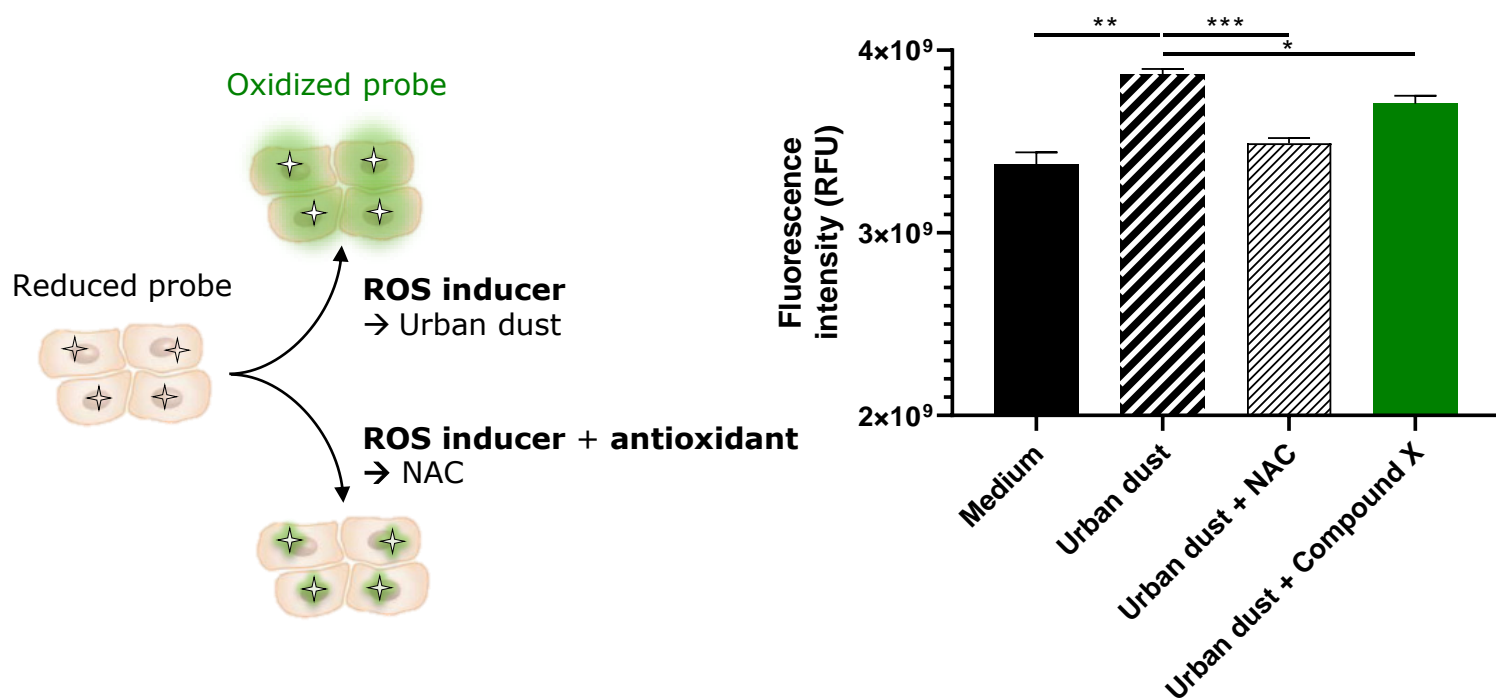 Oxidized probe
Reduced probe
ROS inducer
→ Urban dust
ROS inducer + antioxidant
→ NAC
** ***
*
4×10⁹
3×10⁹
2×10⁹
Fluorescence
intensity (RFU)
Medium
Urban dust
Urban dust + NAC
Urban dust + Compound X